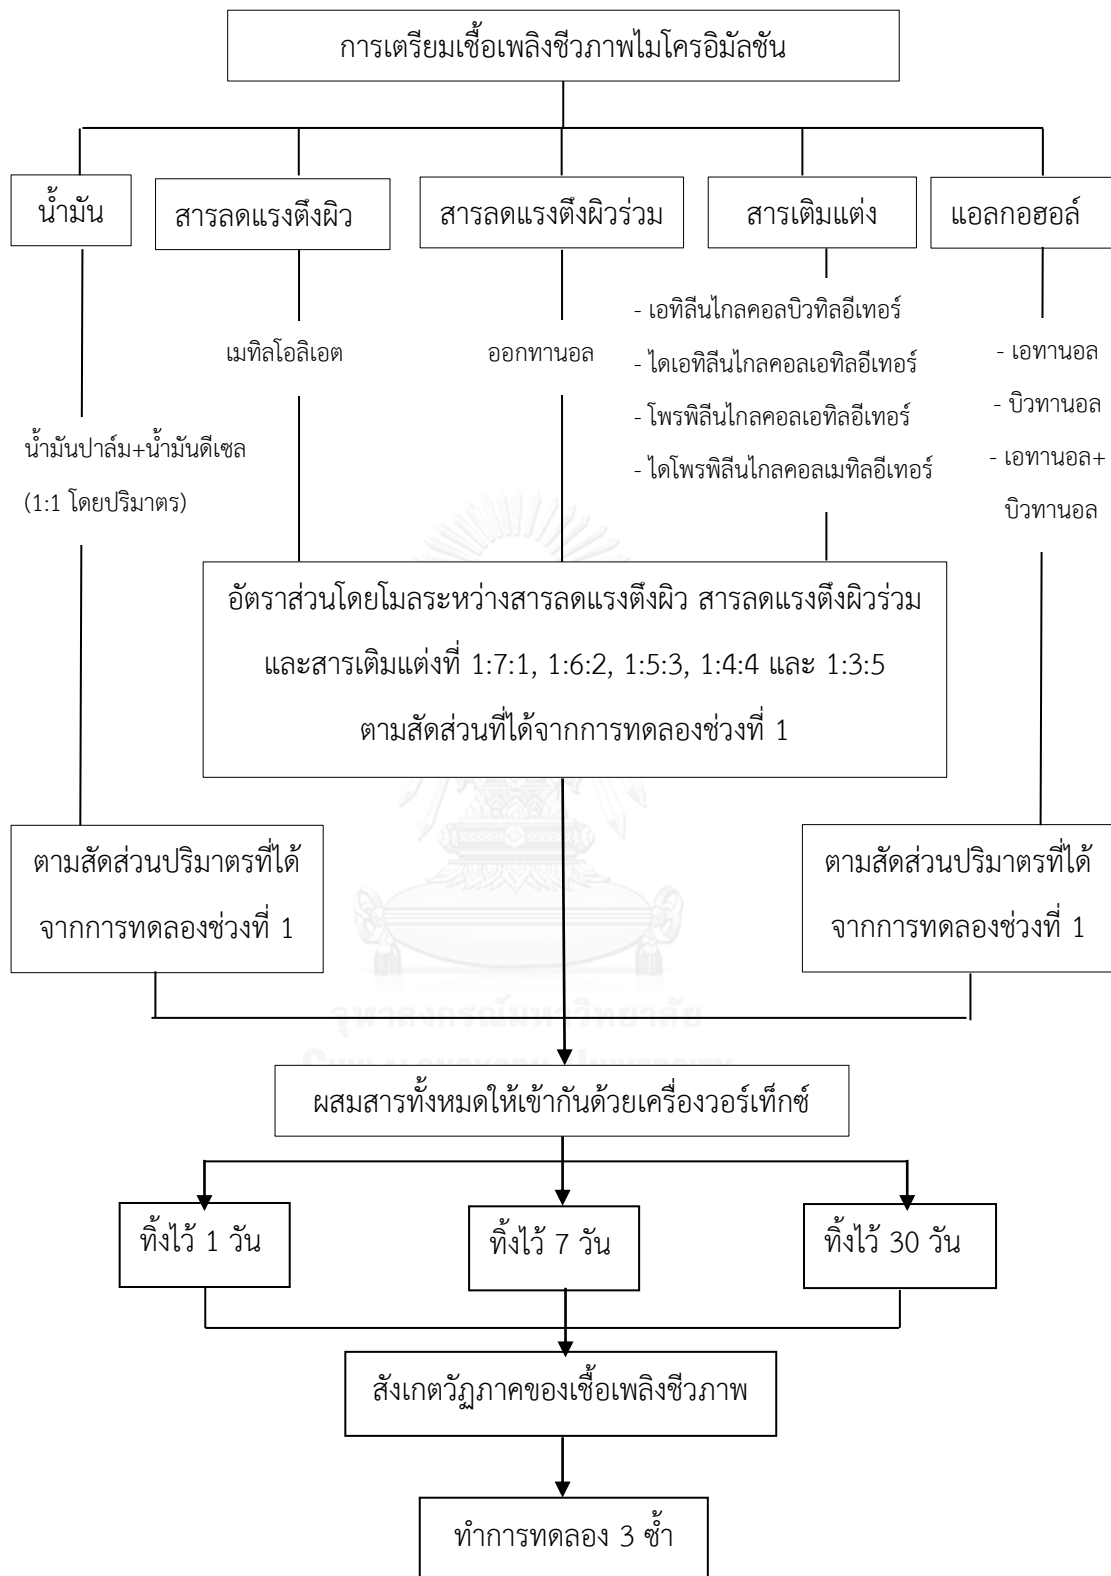 การเตรียมเชื้อเพลิงชีวภาพไมโครอิมัลชัน
น้ำมัน
สารลดแรงตึงผิว
สารลดแรงตึงผิวร่วม
สารเติมแต่ง
แอลกอฮอล์
น้ำมันปาล์ม+น้ำมันดีเซล
(1:1 โดยปริมาตร)
เมทิลโอลิเอต
ออกทานอล
- เอทิลีนไกลคอลบิวทิลอีเทอร์
- ไดเอทิลีนไกลคอลเอทิลอีเทอร์
- โพรพิลีนไกลคอลเอทิลอีเทอร์
- ไดโพรพิลีนไกลคอลเมทิลอีเทอร์
- เอทานอล
- บิวทานอล
- เอทานอล+
บิวทานอล
อัตราส่วนโดยโมลระหว่างสารลดแรงตึงผิว สารลดแรงตึงผิวร่วม
และสารเติมแต่งที่ 1:7:1, 1:6:2, 1:5:3, 1:4:4 และ 1:3:5
ตามสัดส่วนที่ได้จากการทดลองช่วงที่ 1
ตามสัดส่วนปริมาตรที่ได้
จากการทดลองช่วงที่ 1
ตามสัดส่วนปริมาตรที่ได้
จากการทดลองช่วงที่ 1
จุฬาลงกรณ์มหาวิทยาลัย
CHULALONGKORN UNIVERSITY
ผสมสารทั้งหมดให้เข้ากันด้วยเครื่องวอร์เท็กซ์
ทิ้งไว้ 1 วัน
ทิ้งไว้ 7 วัน
ทิ้งไว้ 30 วัน
สังเกตวัฏภาคของเชื้อเพลิงชีวภาพ
ทำการทดลอง 3 ซ้ำ